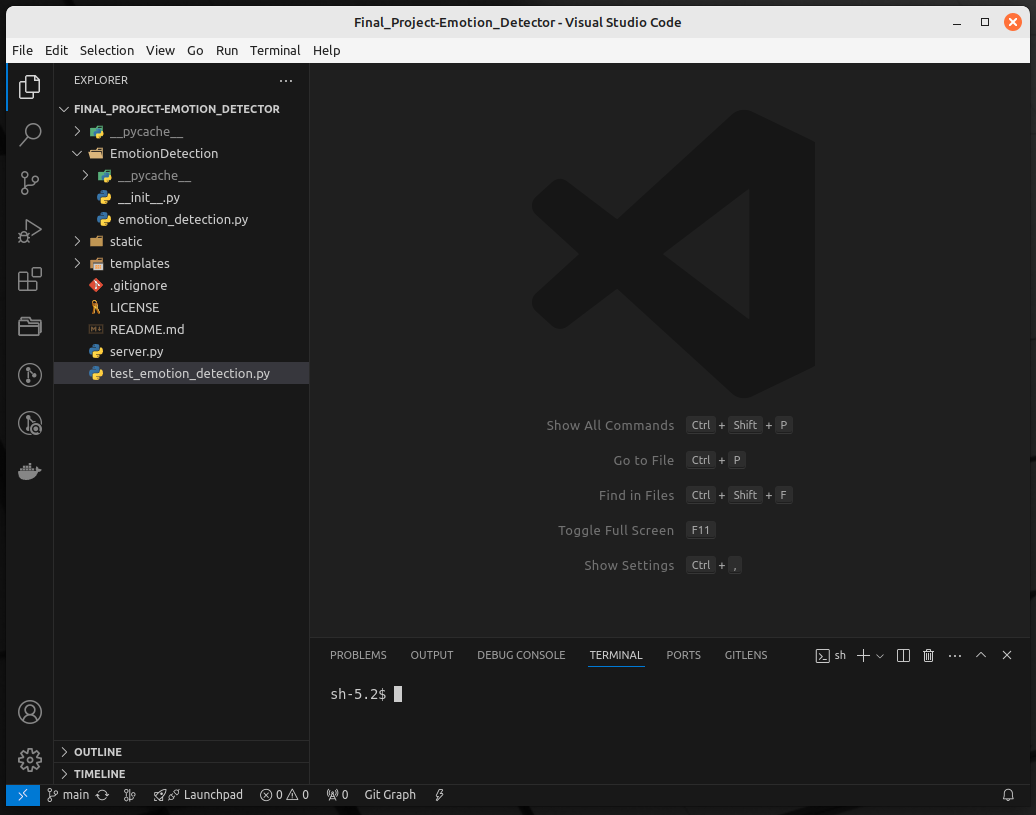 Final_Project-Emotion_Detector - Visual Studio Code
File Edit Selection View Go Run Terminal Help
EXPLORER
FINAL_PROJECT-EMOTION_DETECTOR
__pycache__
EmotionDetection
__pycache__
__init__.py
emotion_detection.py
static
templates
.gitignore
LICENSE
README.md
server.py
test_emotion_detection.py
OUTLINE
TIMELINE
Show All Commands Ctrl + Shift + P
Go to File Ctrl + P
Find in Files Ctrl + Shift + F
Toggle Full Screen F11
Show Settings Ctrl + ,
PROBLEMS OUTPUT DEBUG CONSOLE TERMINAL PORTS GITLENS sh
sh-5.2$
main Launchpad 0 0 0 Git Graph